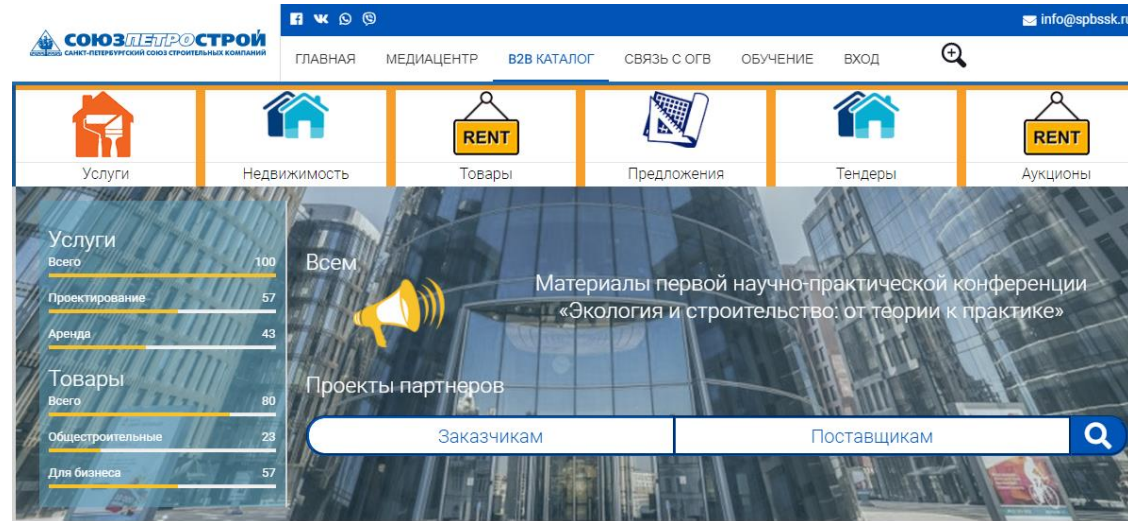 СОЮЗПЕТРОСТРОЙ
САНКТ-ПЕТЕРБУРГСКИЙ СОЮЗ СТРОИТЕЛЬНЫХ КОМПАНИЙ
info@spbssk.ru
ГЛАВНАЯ МЕДИАЦЕНТР B2B КАТАЛОГ СВЯЗЬ С ОГВ ОБУЧЕНИЕ ВХОД
RENT RENT
Услуги Недвижимость Товары Предложения Тендеры Аукционы
Услуги
Всего 100
Проектирование 57
Аренда 43
Товары
Всего 80
Общестроительные 23
Для бизнеса 57
Всем
Материалы первой научно-практической конференции
«Экология и строительство: от теории к практике»
Проекты партнеров
Заказчикам Поставщикам